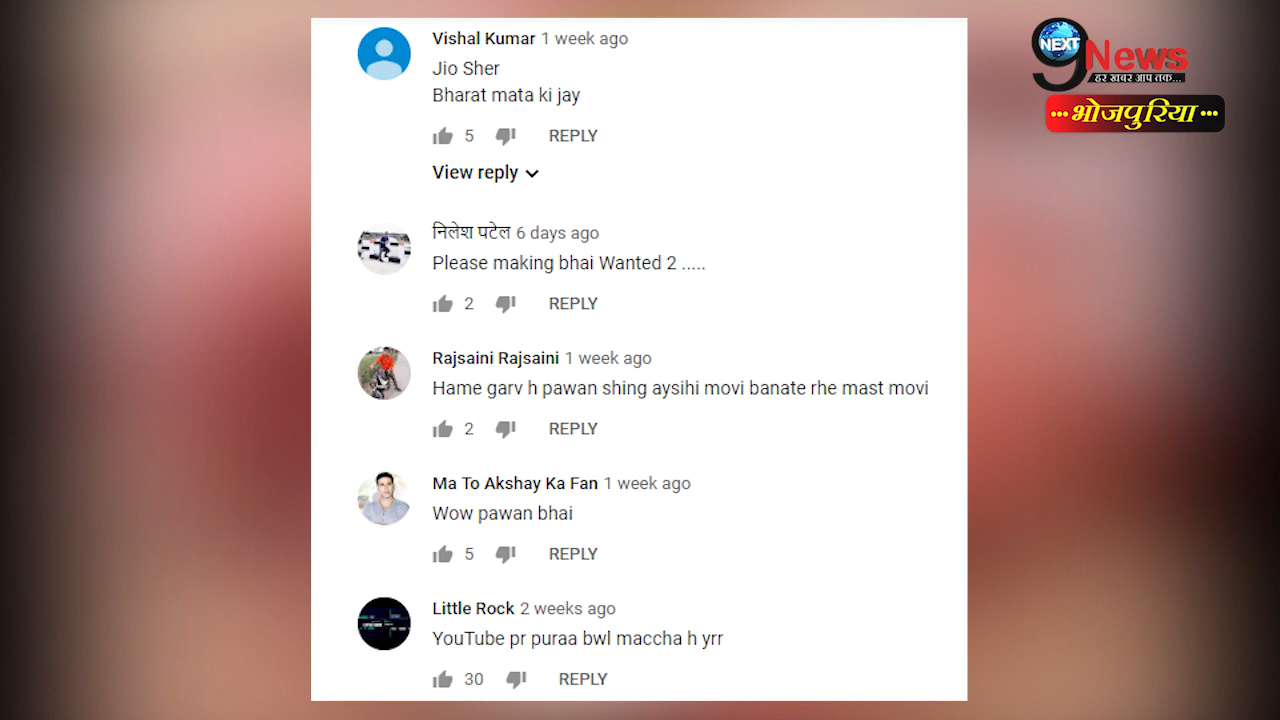 Vishal Kumar 1 week ago
Jio Sher
Bharat mata ki jay
5 REPLY
View reply
निलेश पटेल 6 days ago
Please making bhai Wanted 2 .....
2 REPLY
Rajsaini Rajsaini 1 week ago
Hame garv h pawan shing aysihi movi banate rhe mast movi
2 REPLY
Ma To Akshay Ka Fan 1 week ago
Wow pawan bhai
5 REPLY
Little Rock 2 weeks ago
YouTube pr puraa bwl maccha h yrr
30 REPLY
NEXT
9 News
हर खबर आप तक...
...भोजपुरिया...